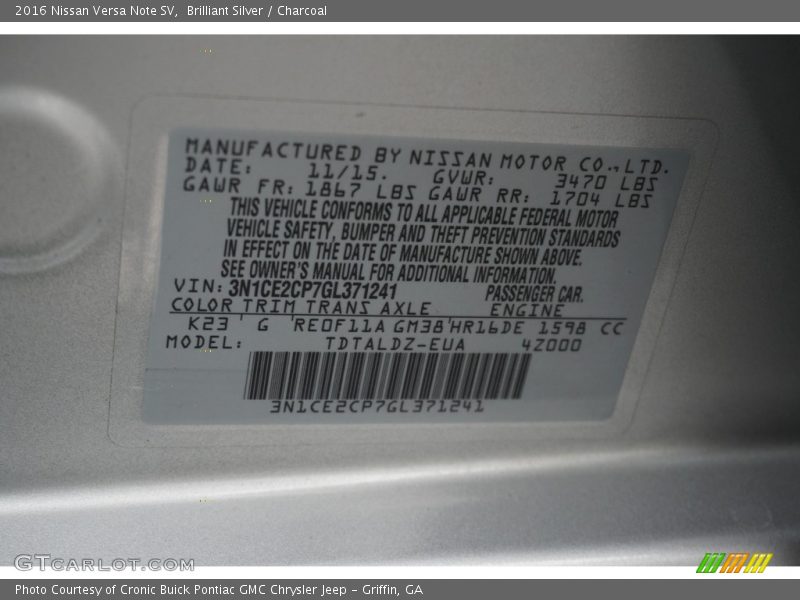 2016 Nissan Versa Note SV,  Brilliant Silver / Charcoal
MANUFACTURED BY NISSAN MOTOR CO.,LTD.
DATE: 11/15. GVWR: 3470 LBS
GAWR FR: 1867 LBS GAWR RR: 1704 LBS
THIS VEHICLE CONFORMS TO ALL APPLICABLE FEDERAL MOTOR
VEHICLE SAFETY, BUMPER AND THEFT PREVENTION STANDARDS
IN EFFECT ON THE DATE OF MANUFACTURE SHOWN ABOVE.
SEE OWNER'S MANUAL FOR ADDITIONAL INFORMATION.
VIN: 3N1CE2CP7GL371241 PASSENGER CAR.
COLOR TRIM TRANS AXLE ENGINE
K23 ' G 'RE0F11A GM38'HR16DE 1598 CC
MODEL: TDTALDZ-EUA 4Z000
3N1CE2CP7GL371241
GTCARLOT.COM
Photo Courtesy of Cronic Buick Pontiac GMC Chrysler Jeep - Griffin, GA